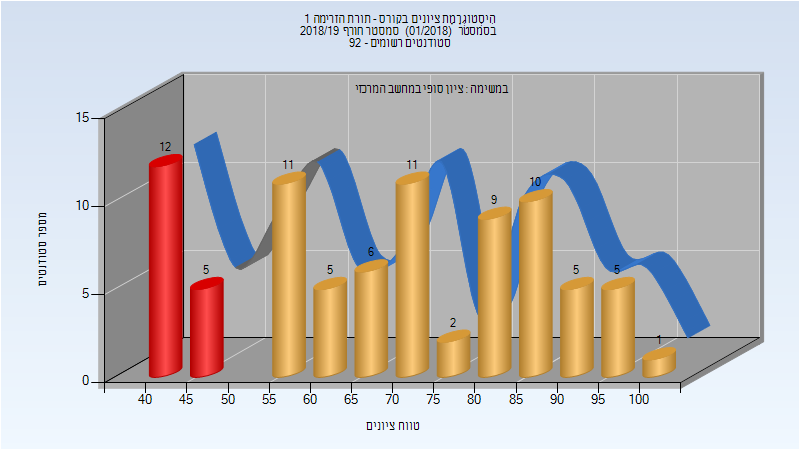 היסטוגרמת ציונים בקורס - תורת הזרימה 1
בסמסטר (01/2018) סמסטר חורף 2018/19
סטודנטים רשומים - 92
במשימה : ציון סופי במחשב המרכזי
מספר סטודנטים
15
10
5
0
12
5
11
5
6
11
2
9
10
5
5
1
40 45 50 55 60 65 70 75 80 85 90 95 100
טווח ציונים